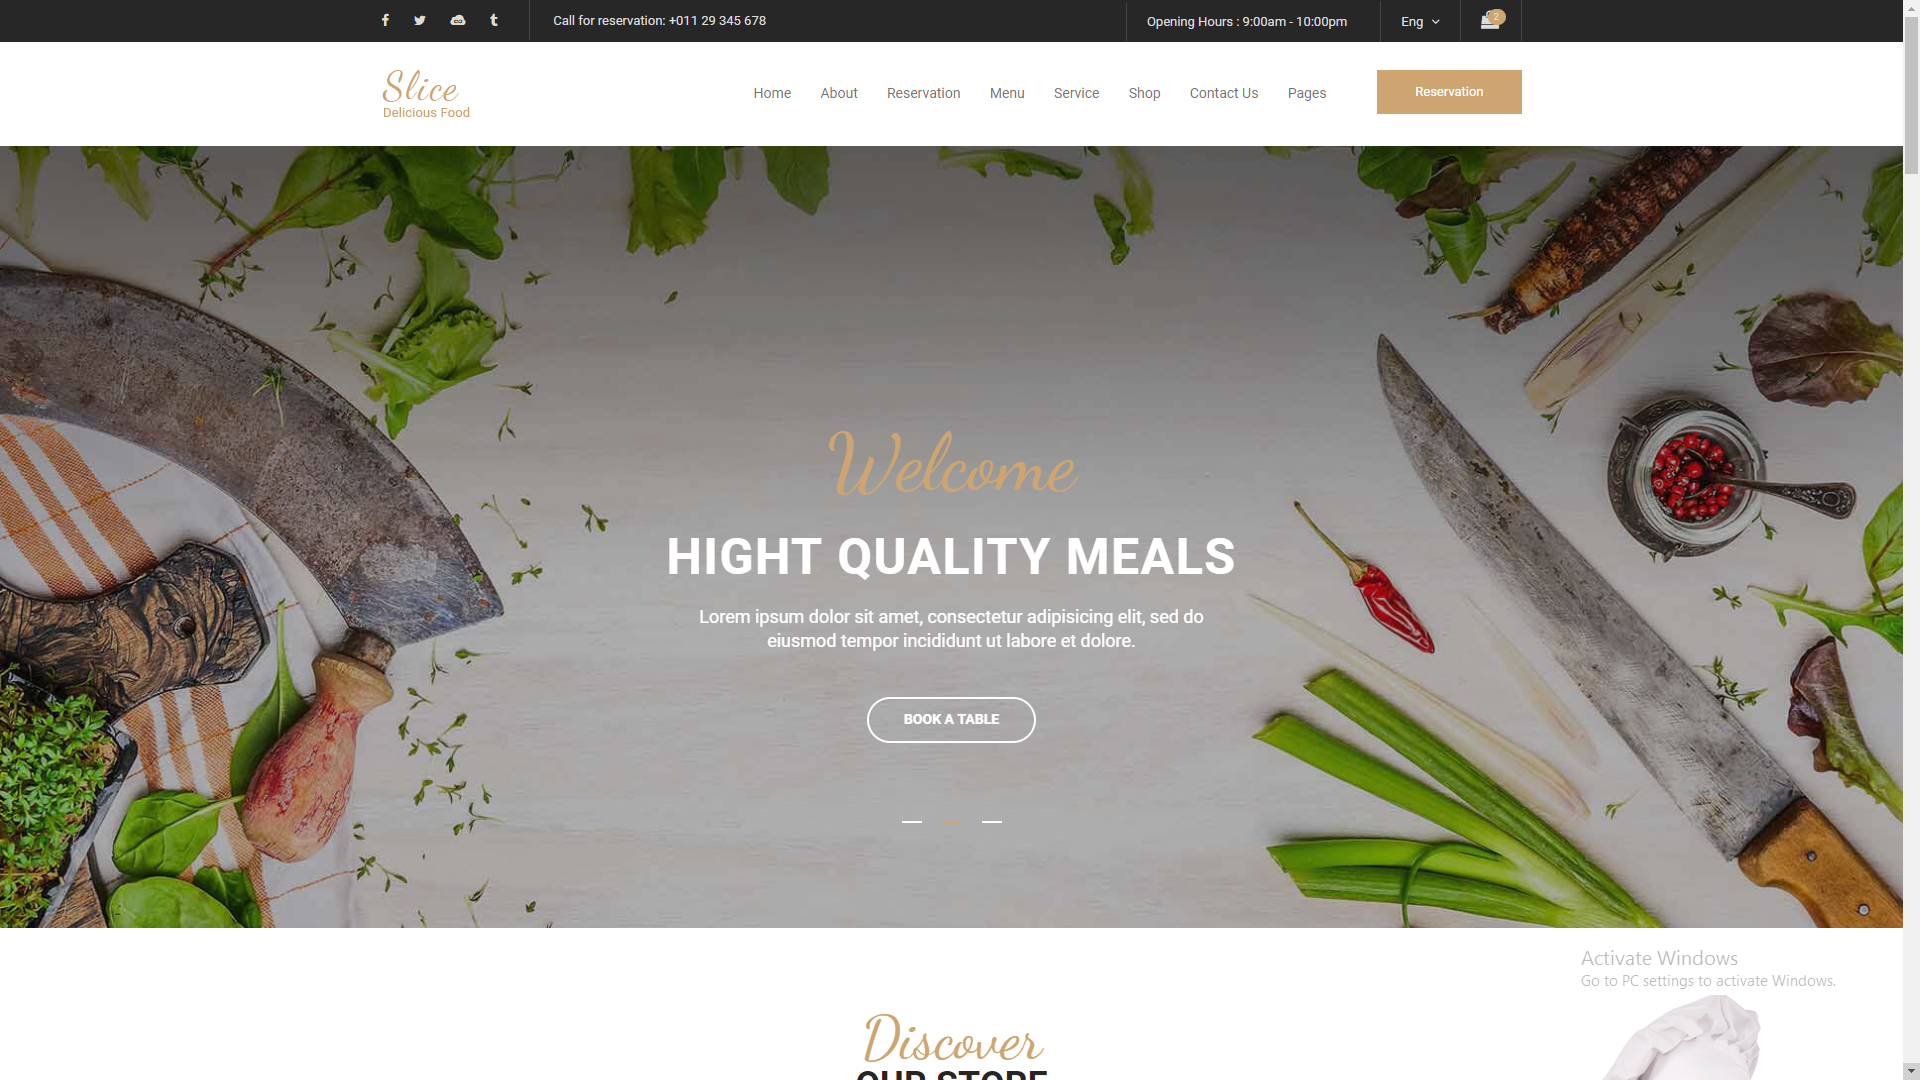 Call for reservation: +011 29 345 678
Opening Hours : 9:00am - 10:00pm
Eng
2
Slice
Delicious Food
Home
About
Reservation
Menu
Service
Shop
Contact Us
Pages
Reservation
Welcome
HIGHT QUALITY MEALS
Lorem ipsum dolor sit amet, consectetur adipisicing elit, sed do
eiusmod tempor incididunt ut labore et dolore.
BOOK A TABLE
Activate Windows
Go to PC settings to activate Windows.
Discover
OUR STORE